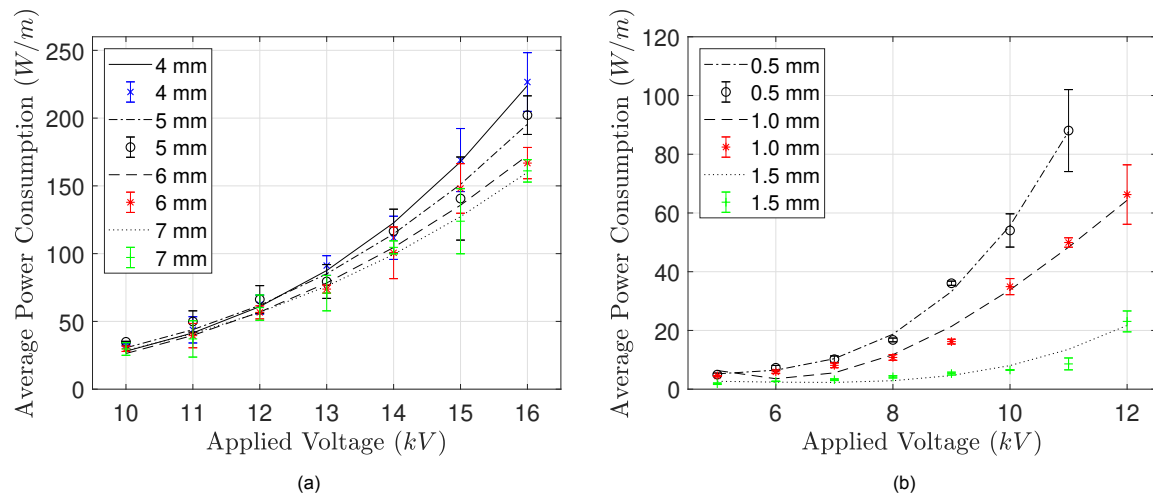 Average Power Consumption (W/m)
250
200
150
100
50
0
4 mm
4 mm
5 mm
5 mm
6 mm
6 mm
7 mm
7 mm
10 11 12 13 14 15 16
Applied Voltage (kV)
(a)
Average Power Consumption (W/m)
120
100
80
60
40
20
0
0.5 mm
0.5 mm
1.0 mm
1.0 mm
1.5 mm
1.5 mm
6 8 10 12
Applied Voltage (kV)
(b)